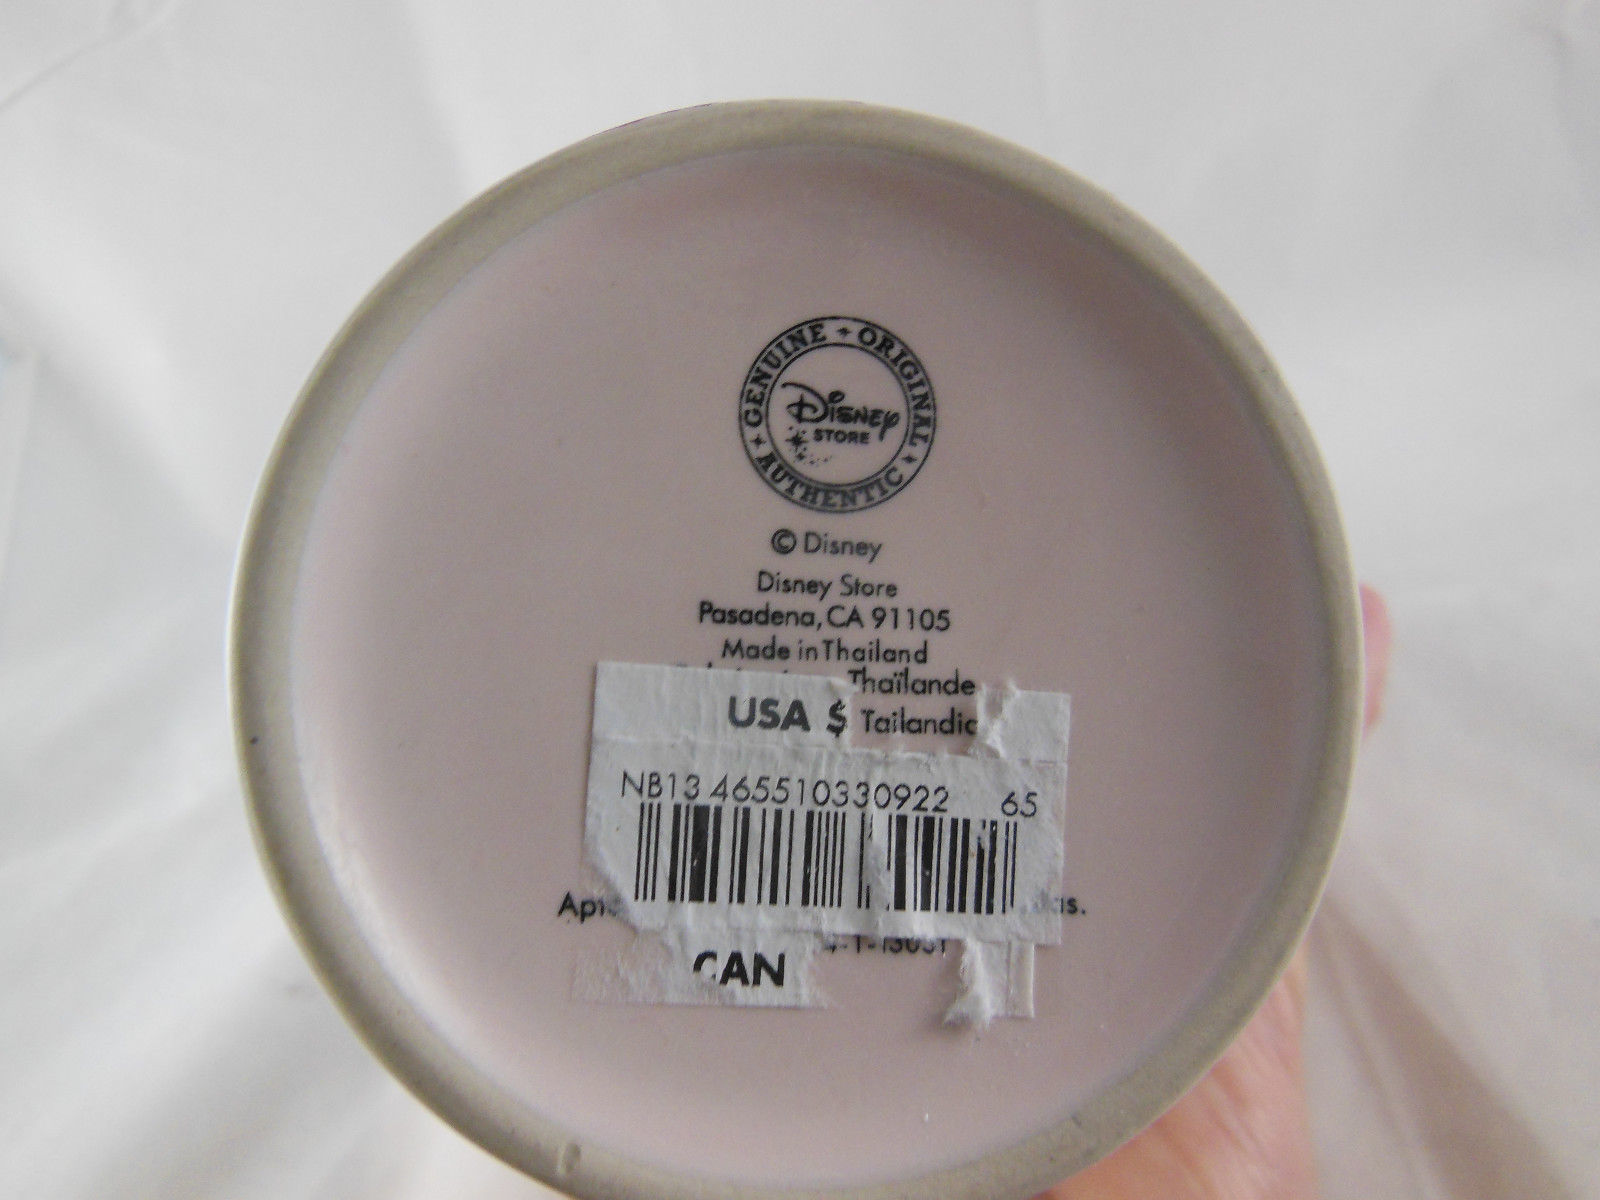 GENUINE ORIGINAL AUTHENTIC
Disney
STORE
© Disney
Disney Store
Pasadena, CA 91105
Made in Thailand
Thaïlande
USA $ Tailandic
NB13 465510330922 65
CAN